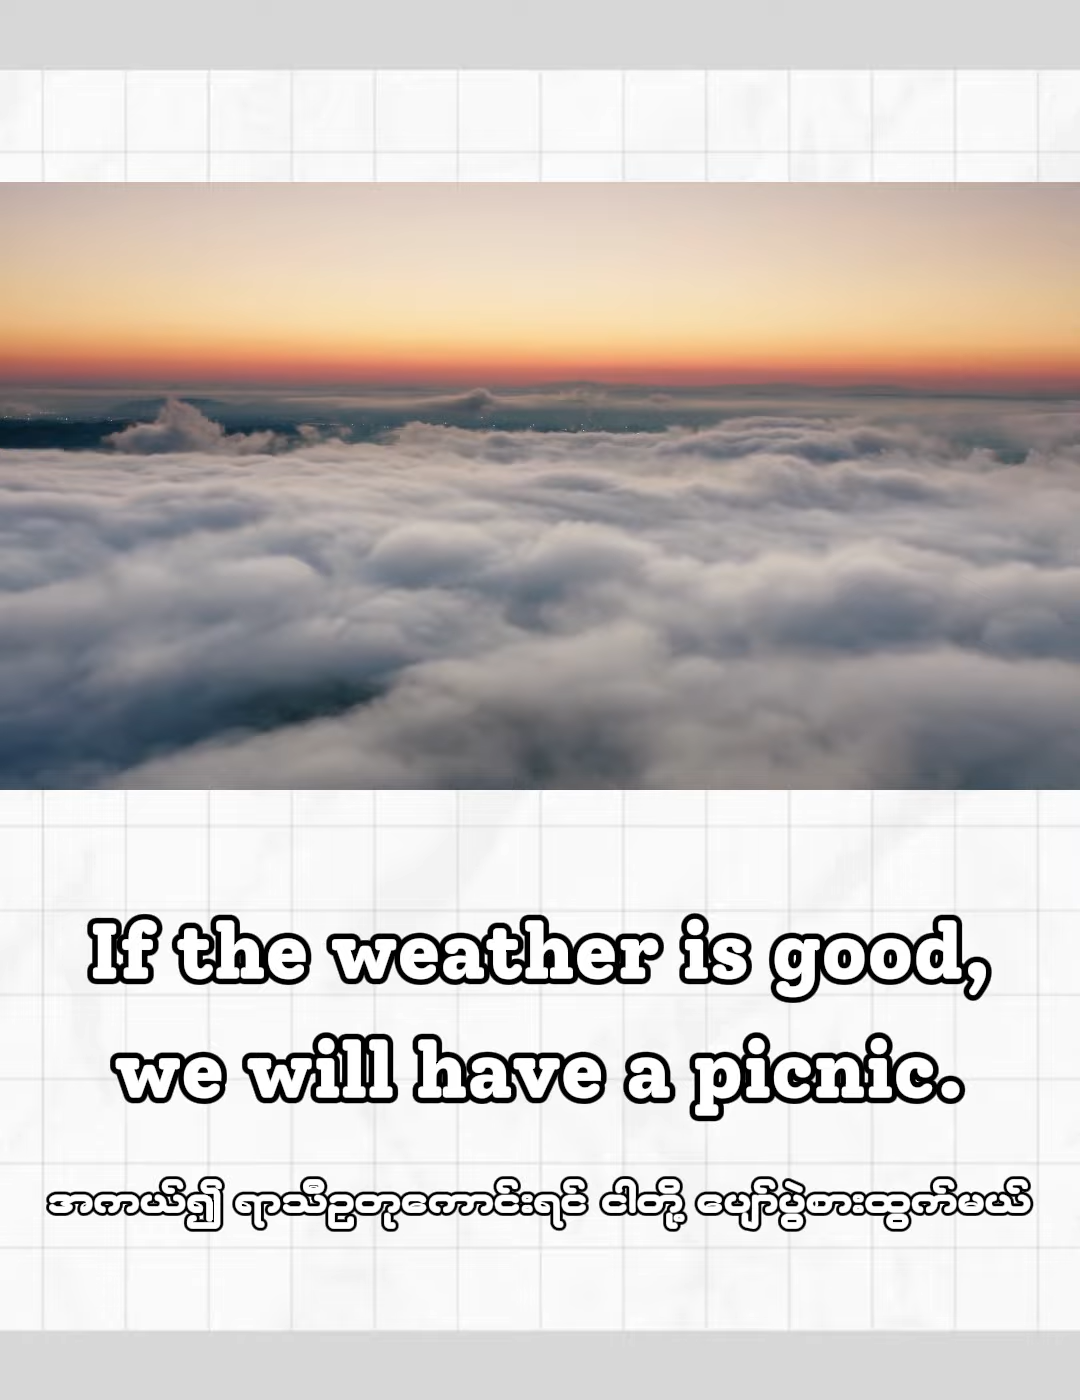 If the weather is good,
we will have a picnic.
အကယ်၍ ရာသီဥတုကောင်းရင် ငါတို့ ပျော်ပွဲစားထွက်မယ်